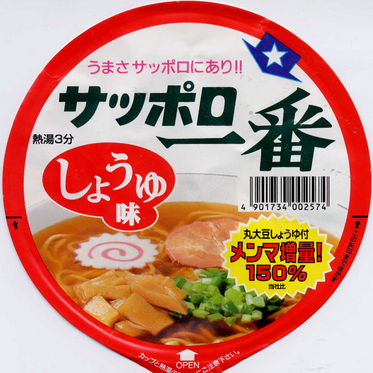 うまさサッポロにあり!!
サッポロ
一番
熱湯3分
しょうゆ
味
4 901734 002574
丸大豆しょうゆ付
メンマ増量!
150%
当社比
OPEN